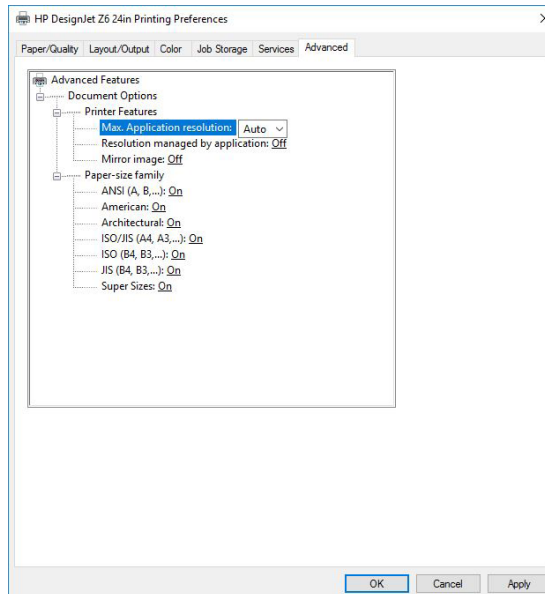 HP DesignJet Z6 24in Printing Preferences
Paper/Quality Layout/Output Color Job Storage Services Advanced
Advanced Features
Document Options
Printer Features
Max. Application resolution: Auto
Resolution managed by application: Off
Mirror image: Off
Paper-size family
ANSI (A, B,...): On
American: On
Architectural: On
ISO/JIS (A4, A3,...): On
ISO (B4, B3,...): On
JIS (B4, B3,...): On
Super Sizes: On
OK Cancel Apply